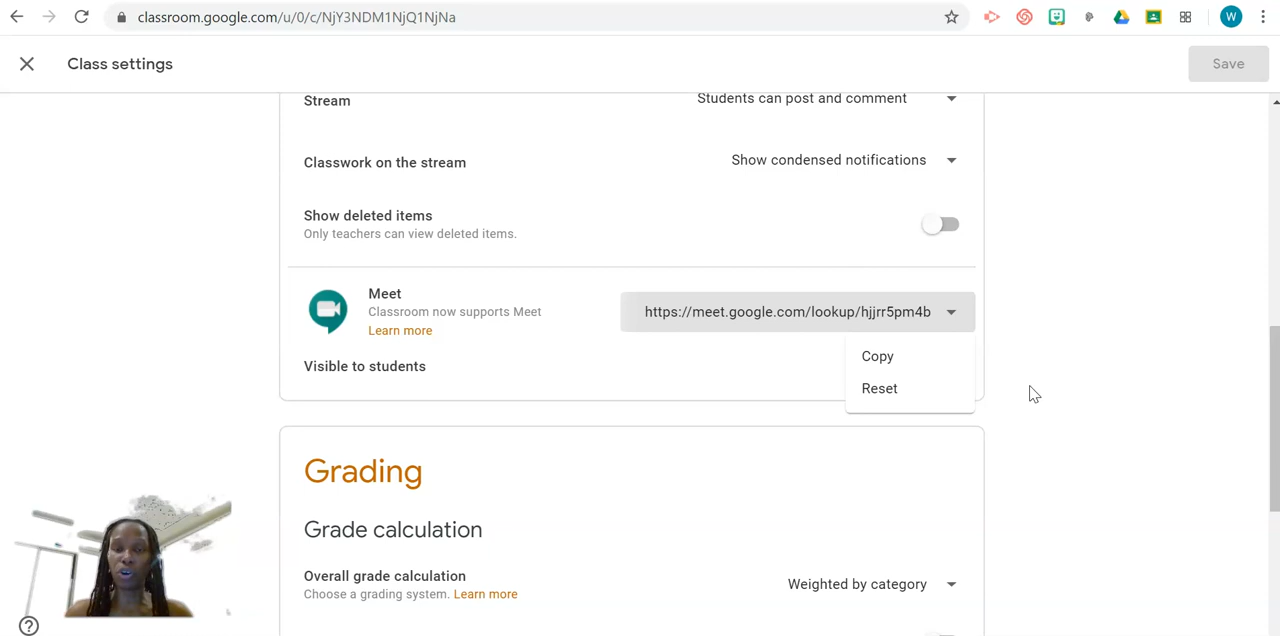 classroom.google.com/u/0/c/NjY3NDM1NjQ1NjNa
W
Class settings
Save
Stream
Students can post and comment
Classwork on the stream
Show condensed notifications
Show deleted items
Only teachers can view deleted items.
Meet
Classroom now supports Meet
Learn more
https://meet.google.com/lookup/hjjrr5pm4b
Copy
Reset
Visible to students
Grading
Grade calculation
Overall grade calculation
Weighted by category
Choose a grading system. Learn more